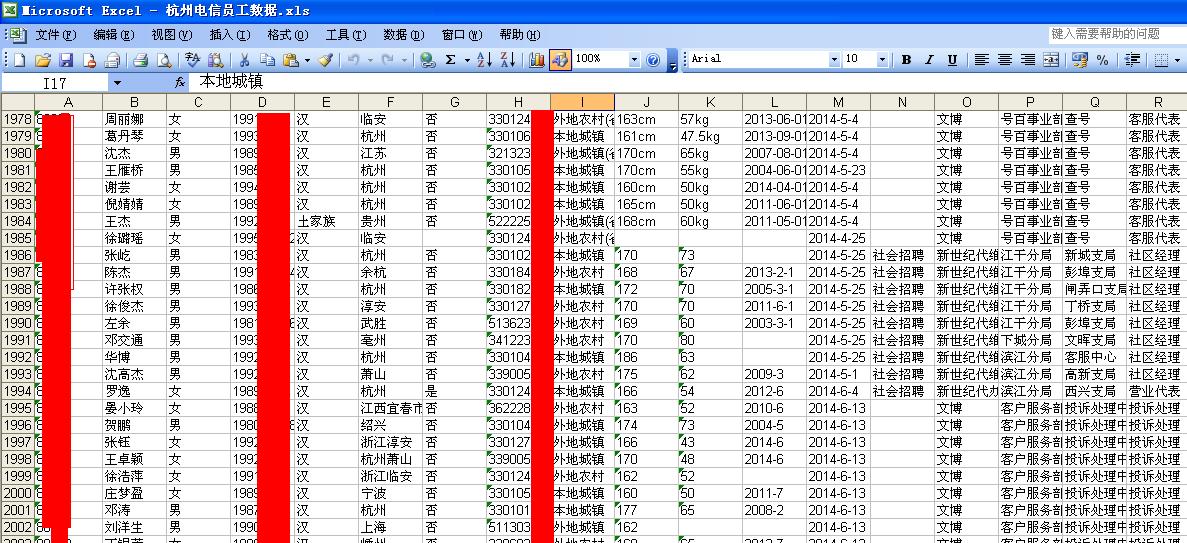 Microsoft Excel - 杭州电信员工数据.xls
文件(F) 编辑(E) 视图(V) 插入(I) 格式(O) 工具(T) 数据(D) 窗口(W) 帮助(H) 键入需要帮助的问题
100% Arial 10 B I U
I17 fx 本地城镇
A B C D E F G H I J K L M N O P Q R
1978 周丽娜 女 1991 汉 临安 否 330124 外地农村(省 163cm 57kg 2013-06-01 2014-5-4 文博 号百事业部 查号 客服代表
1979 葛丹琴 女 1993 汉 杭州 否 330106 本地城镇 161cm 47.5kg 2013-09-01 2014-5-4 文博 号百事业部 查号 客服代表
1980 沈杰 男 1989 汉 江苏 否 321323 外地城镇(省 170cm 65kg 2007-08-01 2014-5-4 文博 号百事业部 查号 客服代表
1981 王雁桥 男 1985 汉 杭州 否 330105 本地城镇 170cm 55kg 2004-06-01 2014-5-23 文博 号百事业部 查号 客服代表
1982 谢芸 女 1994 汉 杭州 否 330102 本地城镇 160cm 50kg 2014-04-01 2014-5-4 文博 号百事业部 查号 客服代表
1983 倪婧婧 女 1989 汉 杭州 否 330102 本地城镇 165cm 50kg 2011-06-01 2014-5-4 文博 号百事业部 查号 客服代表
1984 王杰 男 1992 土家族 贵州 否 522225 外地城镇(省 168cm 60kg 2011-05-01 2014-5-4 文博 号百事业部 查号 客服代表
1985 徐璐瑶 女 1995 汉 临安 330124 外地农村(省 2014-4-25 文博 号百事业部 查号 客服代表
1986 张屹 男 1983 汉 杭州 否 330102 本地城镇 170 73 2014-5-25 社会招聘 新世纪代维 江干分局 新城支局 社区经理
1987 陈杰 男 1991 汉 余杭 否 330184 外地农村 168 67 2013-2-1 2014-5-25 社会招聘 新世纪代维 江干分局 彭埠支局 社区经理
1988 许张权 男 1989 汉 杭州 否 330182 本地城镇 172 70 2005-3-1 2014-5-25 社会招聘 新世纪代维 江干分局 闸弄口支局 社区经理
1989 徐俊杰 男 1993 汉 淳安 否 330127 外地农村 170 70 2011-6-1 2014-5-25 社会招聘 新世纪代维 江干分局 丁桥支局 社区经理
1990 左余 男 1981 汉 武胜 否 513623 外地农村 169 60 2003-3-1 2014-5-25 社会招聘 新世纪代维 江干分局 彭埠支局 社区经理
1991 邓交通 男 1993 汉 亳州 否 341223 外地农村 170 80 2014-5-25 社会招聘 新世纪代维 下城分局 文晖支局 社区经理
1992 华博 男 1992 汉 杭州 否 330104 本地城镇 186 63 2014-5-25 社会招聘 新世纪代维 滨江分局 客服中心 社区经理
1993 沈高杰 男 1992 汉 萧山 否 339005 外地农村 175 62 2009-3 2014-5-1 社会招聘 新世纪代维 滨江分局 高新支局 社区经理
1994 罗逸 女 1989 汉 杭州 是 330124 本地城镇 166 54 2012-6 2014-6-4 社会招聘 新世纪代办 滨江分局 西兴支局 营业代表
1995 晏小玲 女 1988 汉 江西宜春市 否 362228 外地农村 163 52 2010-6 2014-6-13 文博 客户服务部 投诉处理中 投诉处理
1996 贺鹏 男 1980 汉 绍兴 否 330104 本地城镇 174 73 2004-5 2014-6-13 文博 客户服务部 投诉处理中 投诉处理
1997 张钰 女 1992 汉 浙江淳安 否 330127 外地农村 166 43 2014-6 2014-6-13 文博 客户服务部 投诉处理中 投诉处理
1998 王卓颖 女 1992 汉 杭州萧山 否 339005 外地农村 170 48 2014-6 2014-6-13 文博 客户服务部 投诉处理中 投诉处理
1999 徐浩萍 女 1991 汉 浙江临安 否 330124 外地农村 162 52 2014-6-13 文博 客户服务部 投诉处理中 投诉处理
2000 庄梦盈 女 1989 汉 宁波 否 330105 本地城镇 160 50 2011-7 2014-6-13 文博 客户服务部 投诉处理中 投诉处理
2001 邓涛 男 1987 汉 杭州 否 330101 本地城镇 177 65 2008-2 2014-6-13 文博 客户服务部 投诉处理中 投诉处理
2002 刘洋生 男 1990 汉 上海 否 511303 外地农村 162 2014-6-13 文博 客户服务部 投诉处理中 投诉处理